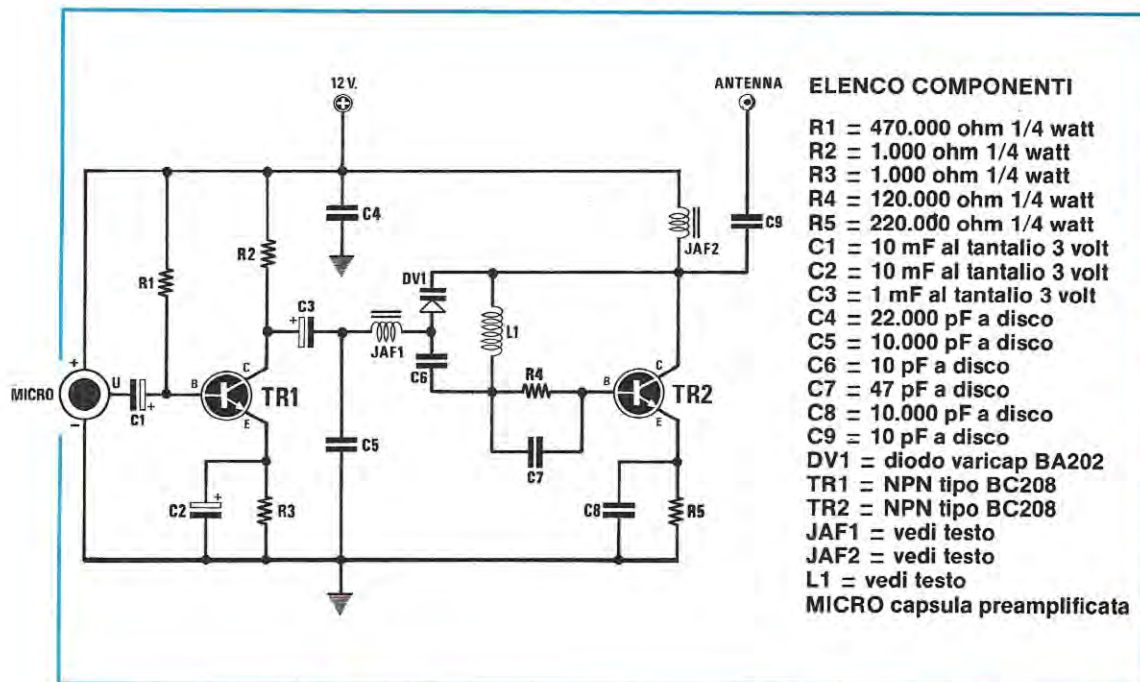 12 V.
ANTENNA
ELENCO COMPONENTI
R1 = 470.000 ohm 1/4 watt
R2 = 1.000 ohm 1/4 watt
R3 = 1.000 ohm 1/4 watt
R4 = 120.000 ohm 1/4 watt
R5 = 220.000 ohm 1/4 watt
C1 = 10 mF al tantalio 3 volt
C2 = 10 mF al tantalio 3 volt
C3 = 1 mF al tantalio 3 volt
C4 = 22.000 pF a disco
C5 = 10.000 pF a disco
C6 = 10 pF a disco
C7 = 47 pF a disco
C8 = 10.000 pF a disco
C9 = 10 pF a disco
DV1 = diodo varicap BA202
TR1 = NPN tipo BC208
TR2 = NPN tipo BC208
JAF1 = vedi testo
JAF2 = vedi testo
L1 = vedi testo
MICRO capsula preamplificata
C4
C9
JAF2
R2
R1
DV1
C3
+
L1
JAF1
C6
R4
C
B
E
TR1
C
B
E
TR2
+
MICRO
U
-
C1
+
C5
C7
C2
+
R3
C8
R5